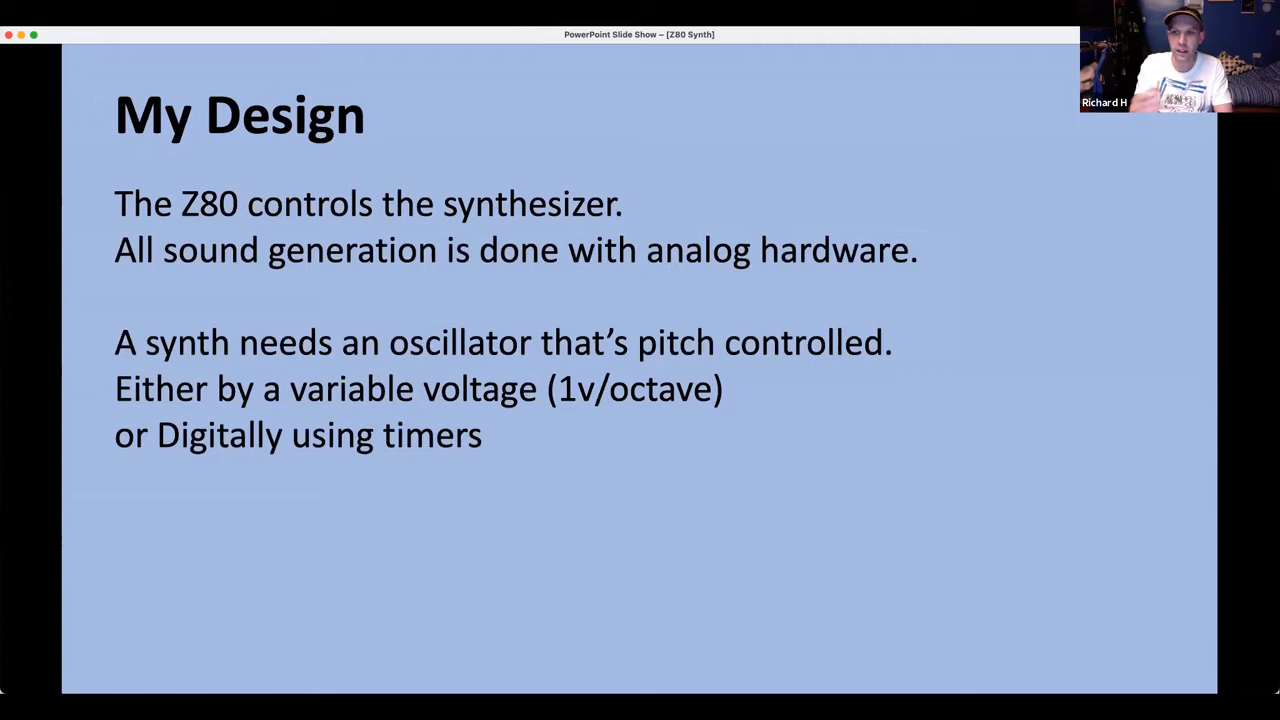 PowerPoint Slide Show – [Z80 Synth]
My Design
The Z80 controls the synthesizer.
All sound generation is done with analog hardware.
A synth needs an oscillator that’s pitch controlled.
Either by a variable voltage (1v/octave)
or Digitally using timers
Richard H